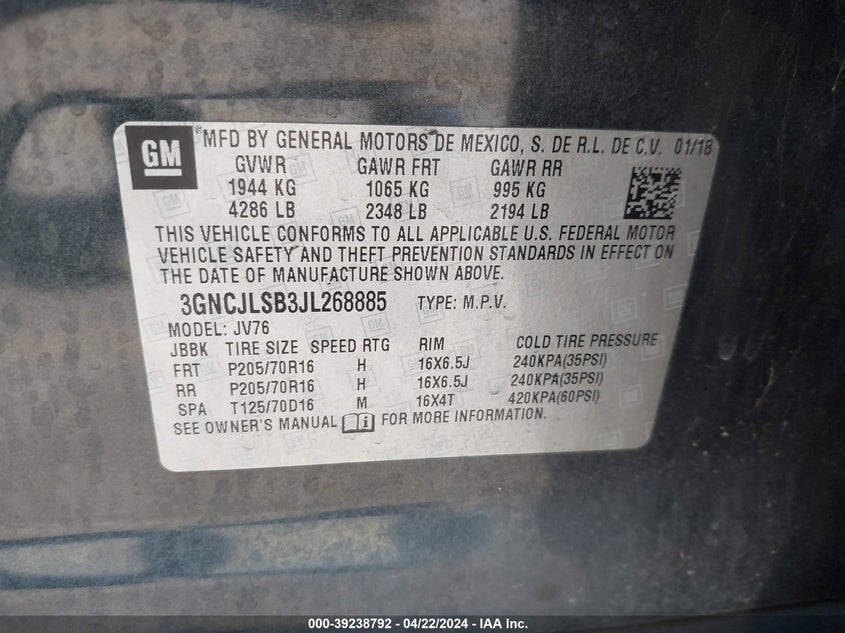 GM ® MFD BY GENERAL MOTORS DE MEXICO, S. DE R.L. DE C.V. 01/18
GVWR GAWR FRT GAWR RR
1944 KG 1065 KG 995 KG
4286 LB 2348 LB 2194 LB
THIS VEHICLE CONFORMS TO ALL APPLICABLE U.S. FEDERAL MOTOR
VEHICLE SAFETY AND THEFT PREVENTION STANDARDS IN EFFECT ON
THE DATE OF MANUFACTURE SHOWN ABOVE.
3GNCJLSB3JL268885 TYPE: M.P.V.
MODEL: JV76
JBBK TIRE SIZE SPEED RTG RIM COLD TIRE PRESSURE
FRT P205/70R16 H 16X6.5J 240KPA(35PSI)
RR P205/70R16 H 16X6.5J 240KPA(35PSI)
SPA T125/70D16 M 16X4T 420KPA(60PSI)
SEE OWNER'S MANUAL FOR MORE INFORMATION.
000-39238792 - 04/22/2024 - IAA Inc.